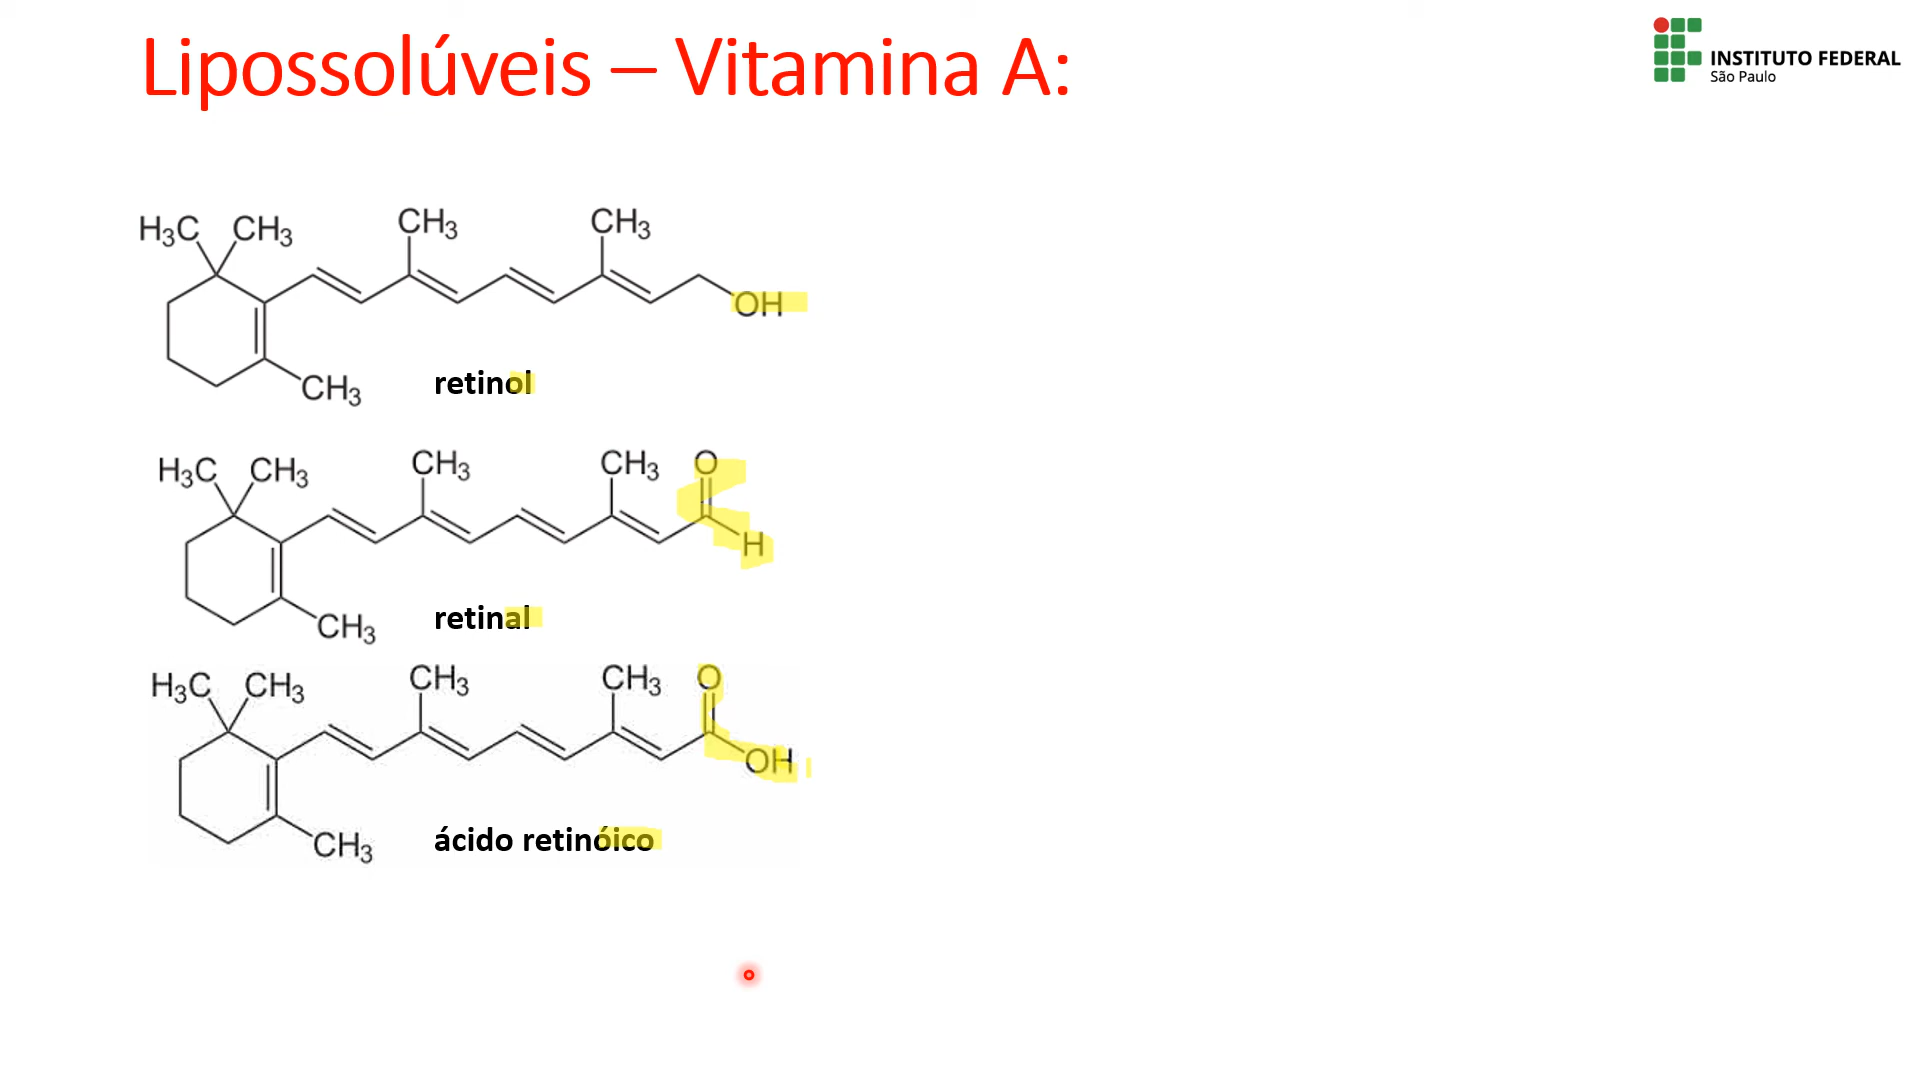 Lipossolúveis – Vitamina A:
INSTITUTO FEDERAL
São Paulo
H₃C CH₃ CH₃ CH₃
OH
CH₃
retinol
H₃C CH₃ CH₃ CH₃ O
H
CH₃
retinal
H₃C CH₃ CH₃ CH₃ O
OH
CH₃
ácido retinóico